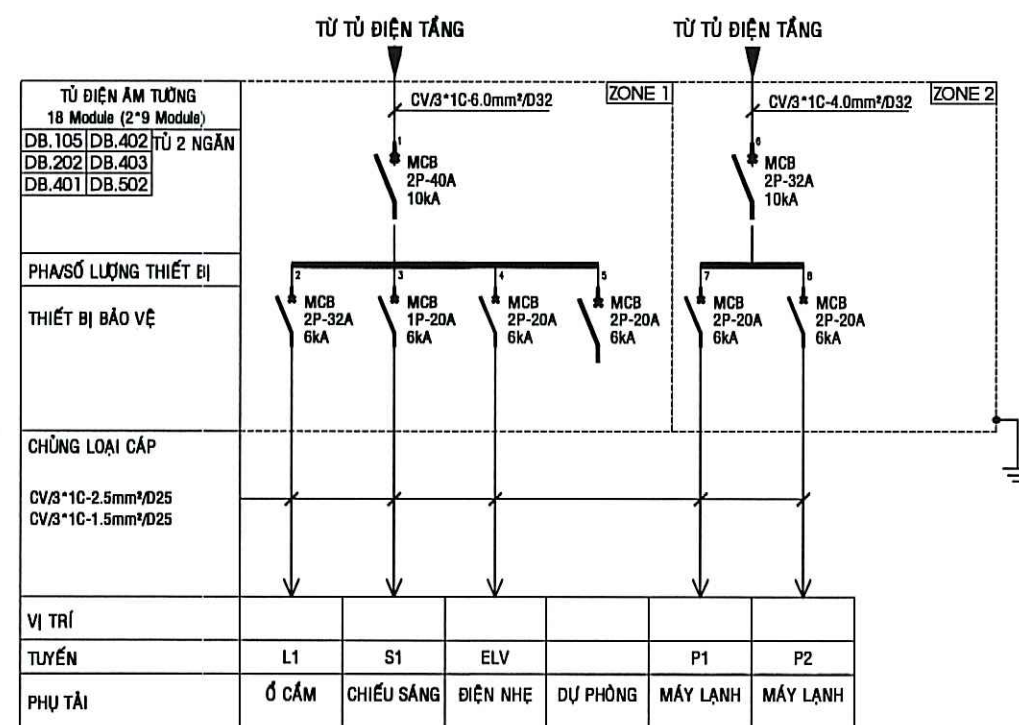 TỪ TỦ ĐIỆN TẦNG
TỪ TỦ ĐIỆN TẦNG
TỦ ĐIỆN ÂM TƯỜNG
18 Module (2*9 Module)
DB.105 DB.402 TỦ 2 NGĂN
DB.202 DB.403
DB.401 DB.502
CV/3*1C-6.0mm²/D32
ZONE 1
CV/3*1C-4.0mm²/D32
ZONE 2
1
MCB
2P-40A
10kA
6
MCB
2P-32A
10kA
PHA/SỐ LƯỢNG THIẾT BỊ
THIẾT BỊ BẢO VỆ
2
MCB
2P-32A
6kA
3
MCB
1P-20A
6kA
4
MCB
2P-20A
6kA
5
MCB
2P-20A
6kA
7
MCB
2P-20A
6kA
8
MCB
2P-20A
6kA
CHỦNG LOẠI CÁP
CV/3*1C-2.5mm²/D25
CV/3*1C-1.5mm²/D25
VỊ TRÍ
TUYẾN L1 S1 ELV P1 P2
PHỤ TẢI Ổ CẮM CHIẾU SÁNG ĐIỆN NHẸ DỰ PHÒNG MÁY LẠNH MÁY LẠNH